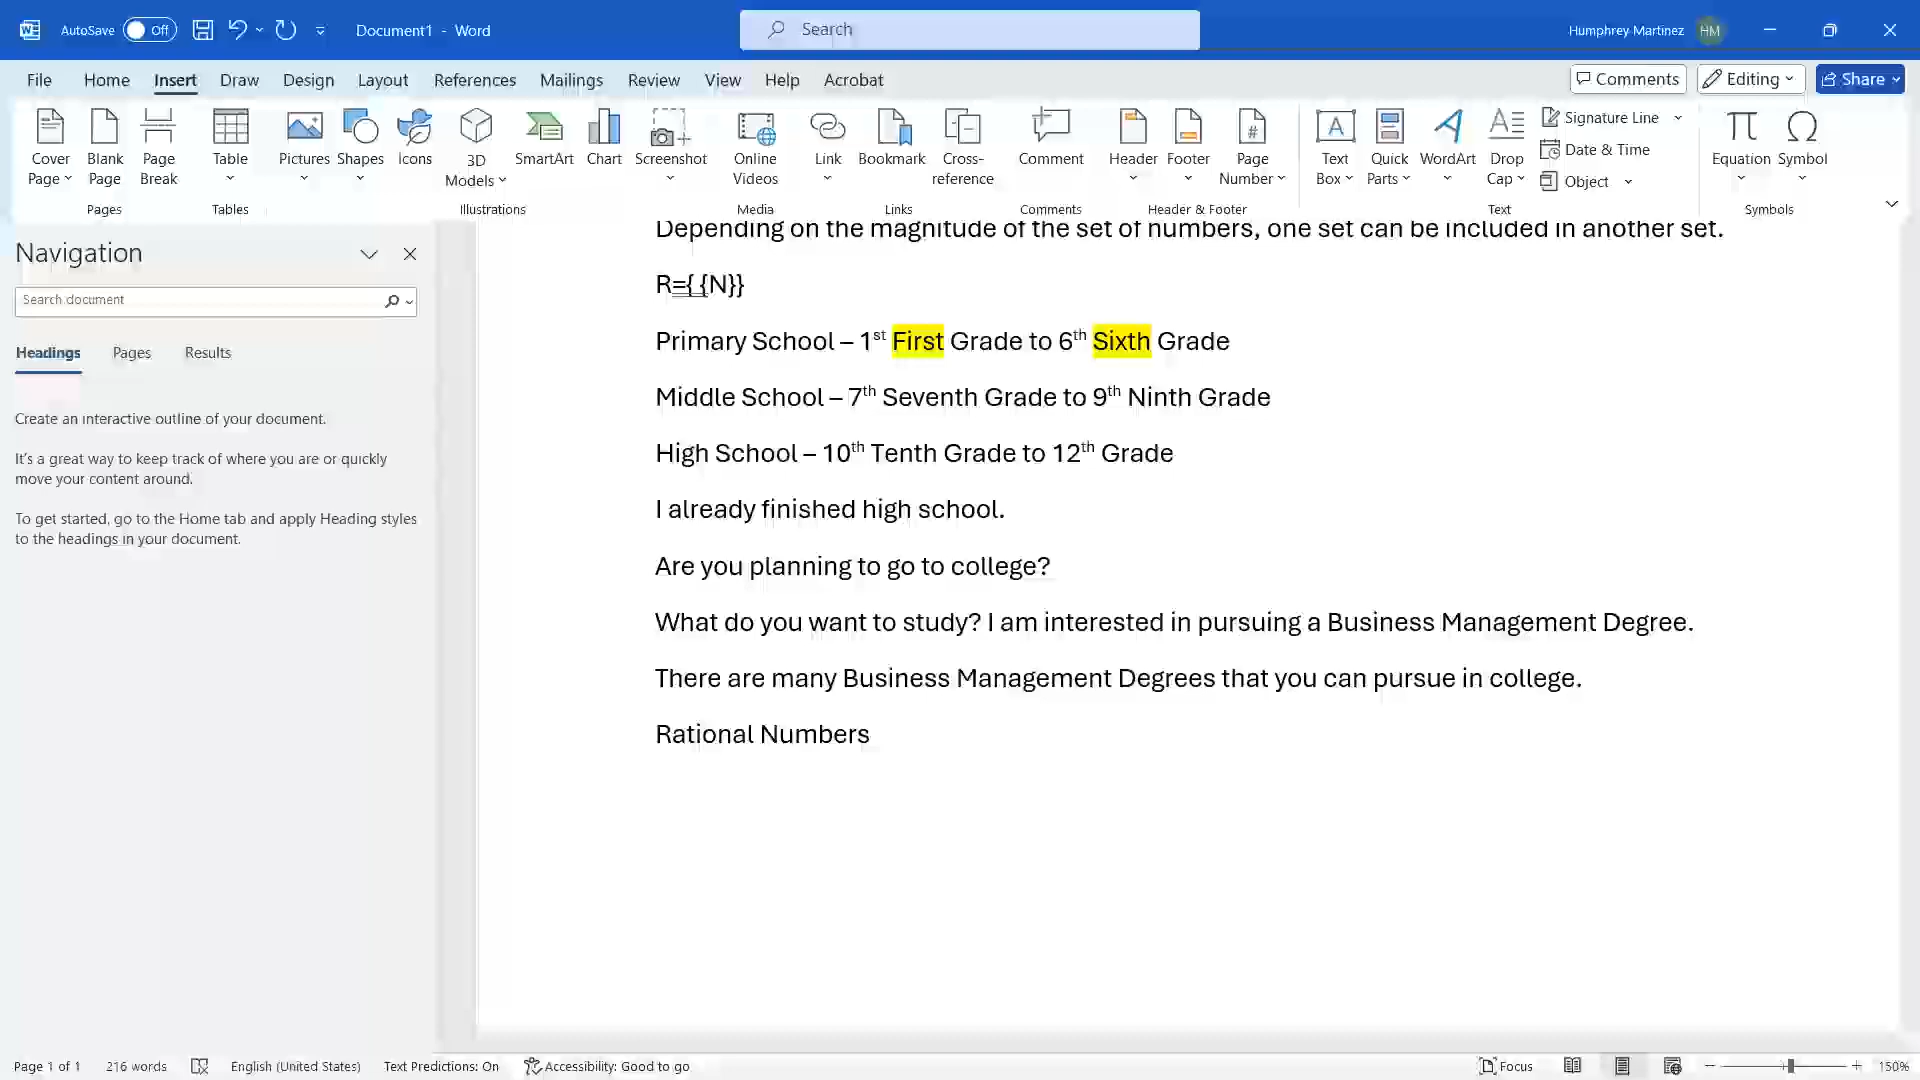 AutoSave Off Document1 - Word Search Humphrey Martinez HM
File Home Insert Draw Design Layout References Mailings Review View Help Acrobat Comments Editing Share
Cover Page Blank Page Page Break Table Pictures Shapes Icons 3D Models SmartArt Chart Screenshot Online Videos Link Bookmark Cross-reference Comment Header Footer Page Number Text Box Quick Parts WordArt Drop Cap Signature Line Date & Time Object Equation Symbol
Pages Tables Illustrations Media Links Comments Header & Footer Text Symbols
Navigation
Search document
Headings Pages Results
Create an interactive outline of your document.
It's a great way to keep track of where you are or quickly
move your content around.
To get started, go to the Home tab and apply Heading styles
to the headings in your document.
Depending on the magnitude of the set of numbers, one set can be included in another set.
R={ {N}}
Primary School – 1st First Grade to 6th Sixth Grade
Middle School – 7th Seventh Grade to 9th Ninth Grade
High School – 10th Tenth Grade to 12th Grade
I already finished high school.
Are you planning to go to college?
What do you want to study? I am interested in pursuing a Business Management Degree.
There are many Business Management Degrees that you can pursue in college.
Rational Numbers
Page 1 of 1 216 words English (United States) Text Predictions: On Accessibility: Good to go Focus 150%